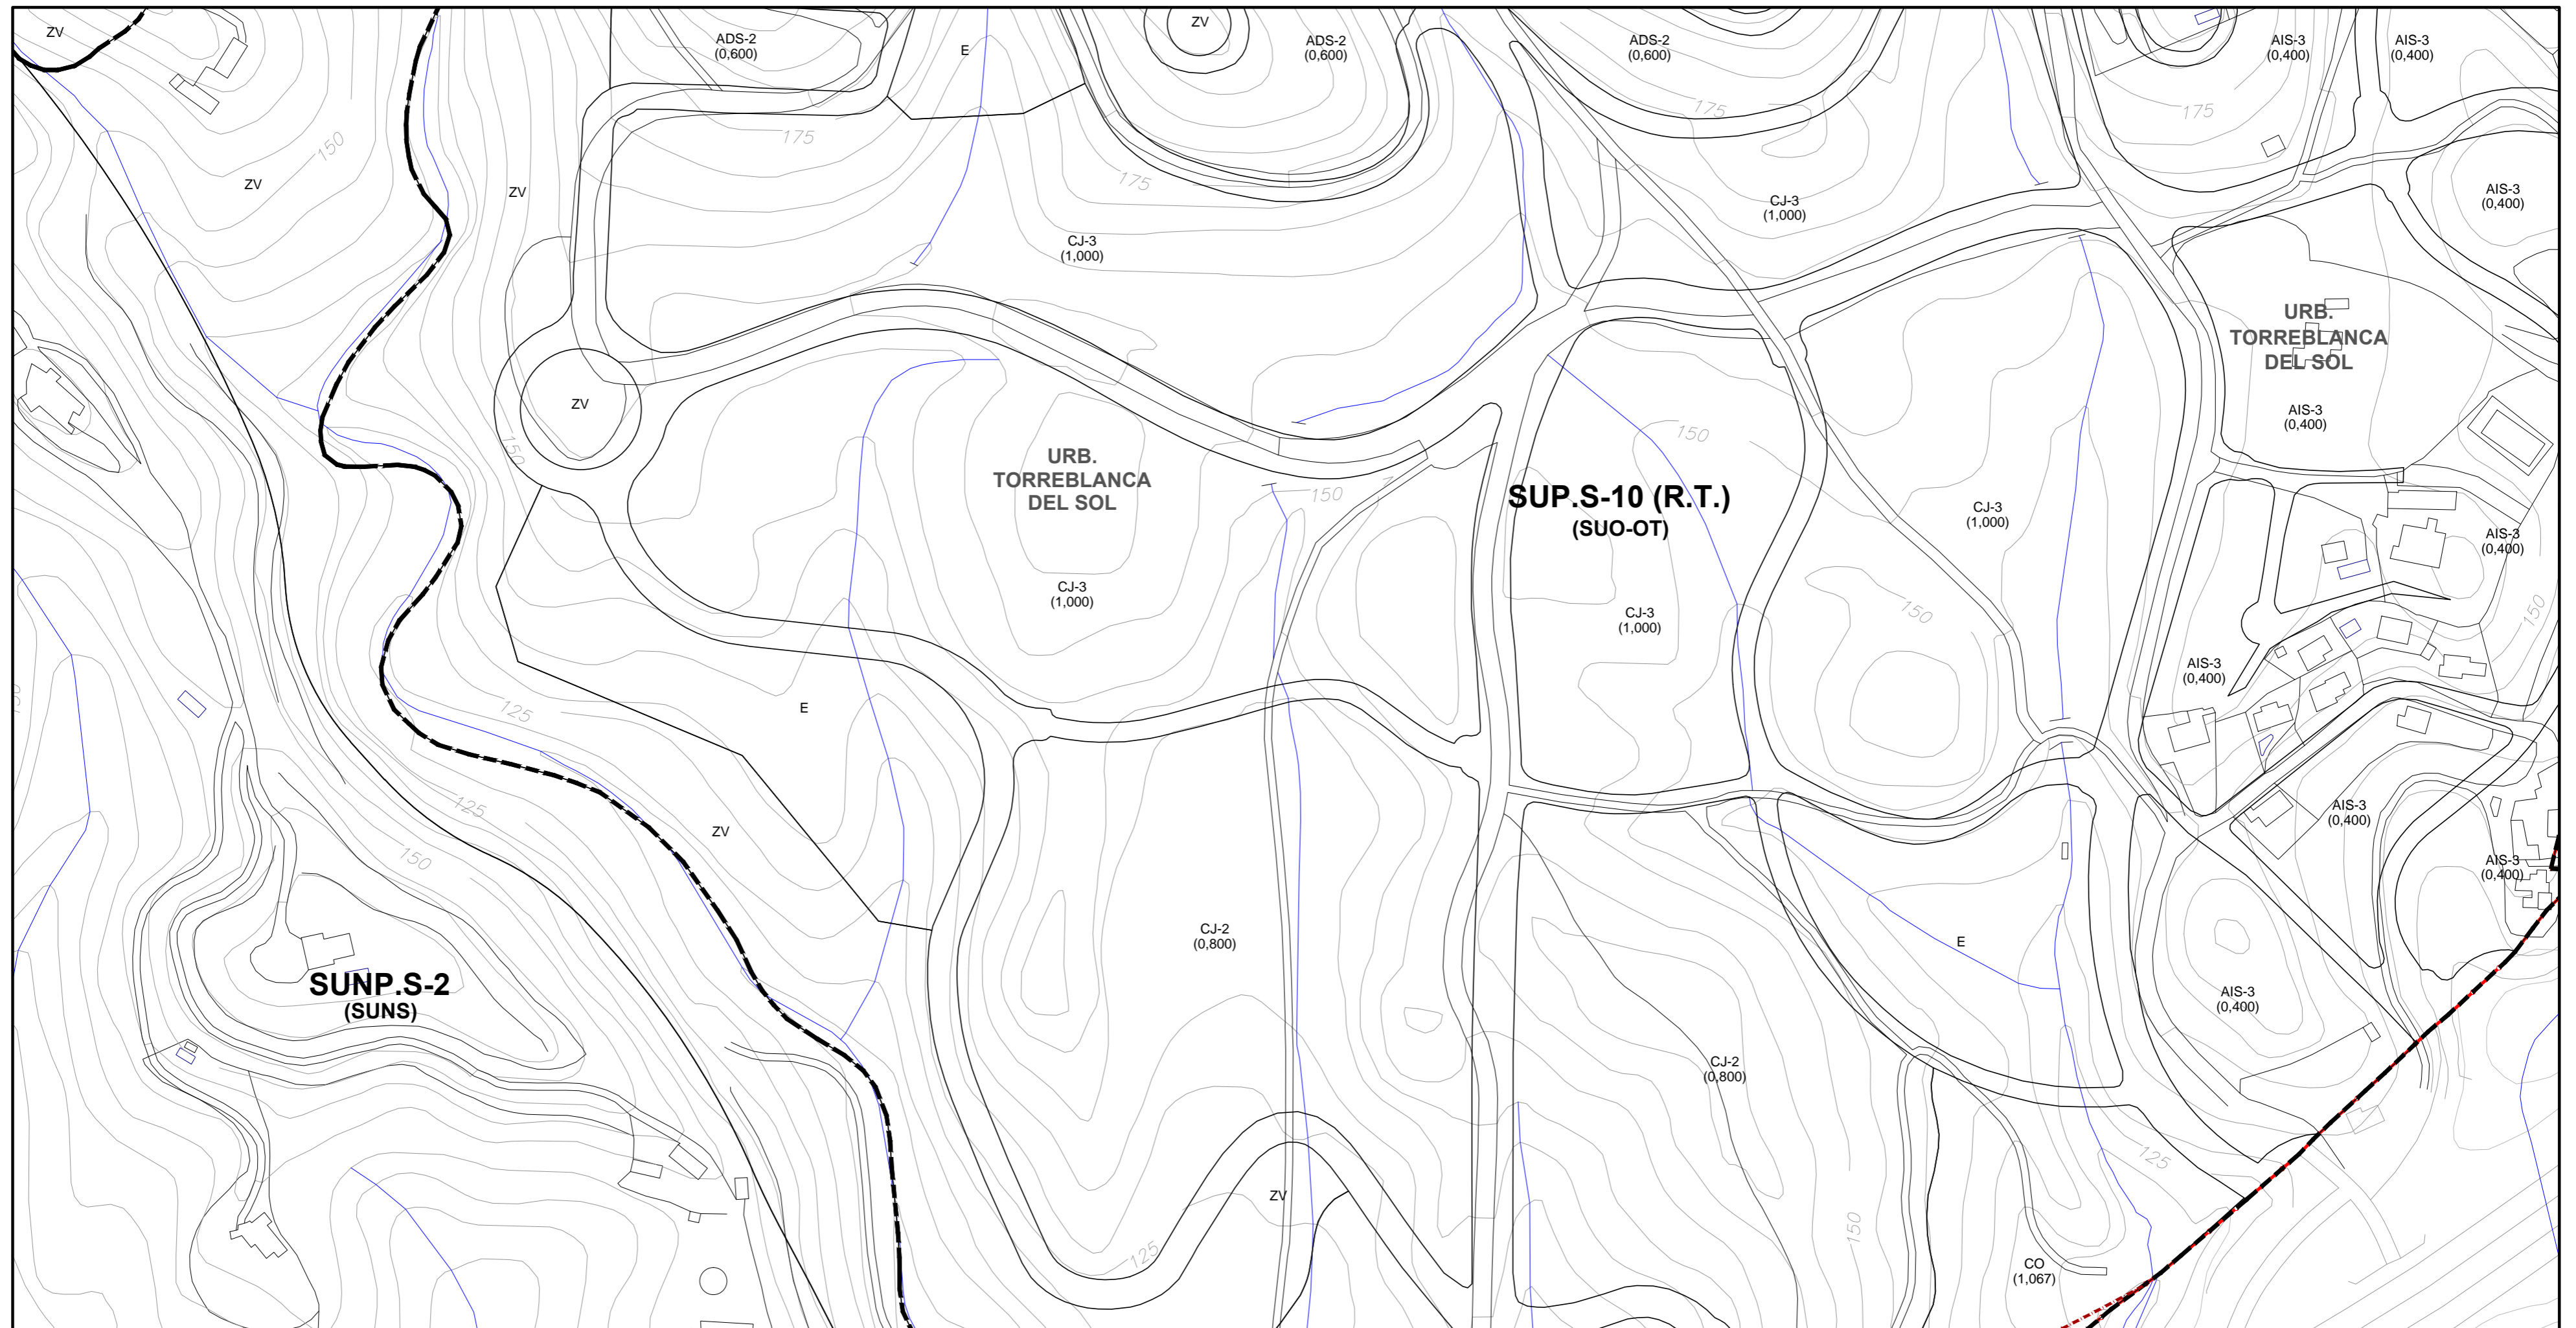 ZV
ADS-2
(0,600)
E
ZV
ADS-2
(0,600)
ADS-2
(0,600)
AIS-3
(0,400)
AIS-3
(0,400)
175
175
175
175
150
ZV
ZV
CJ-3
(1,000)
CJ-3
(1,000)
AIS-3
(0,400)
URB.
TORREBLANCA
DEL SOL
AIS-3
(0,400)
ZV
150
URB.
TORREBLANCA
DEL SOL
150
150
SUP.S-10 (R.T.)
(SUO-OT)
CJ-3
(1,000)
AIS-3
(0,400)
CJ-3
(1,000)
CJ-3
(1,000)
150
150
AIS-3
(0,400)
150
E
125
125
ZV
150
AIS-3
(0,400)
AIS-3
(0,400)
CJ-2
(0,800)
E
SUNP.S-2
(SUNS)
AIS-3
(0,400)
CJ-2
(0,800)
125
ZV
125
150
CO
(1,067)